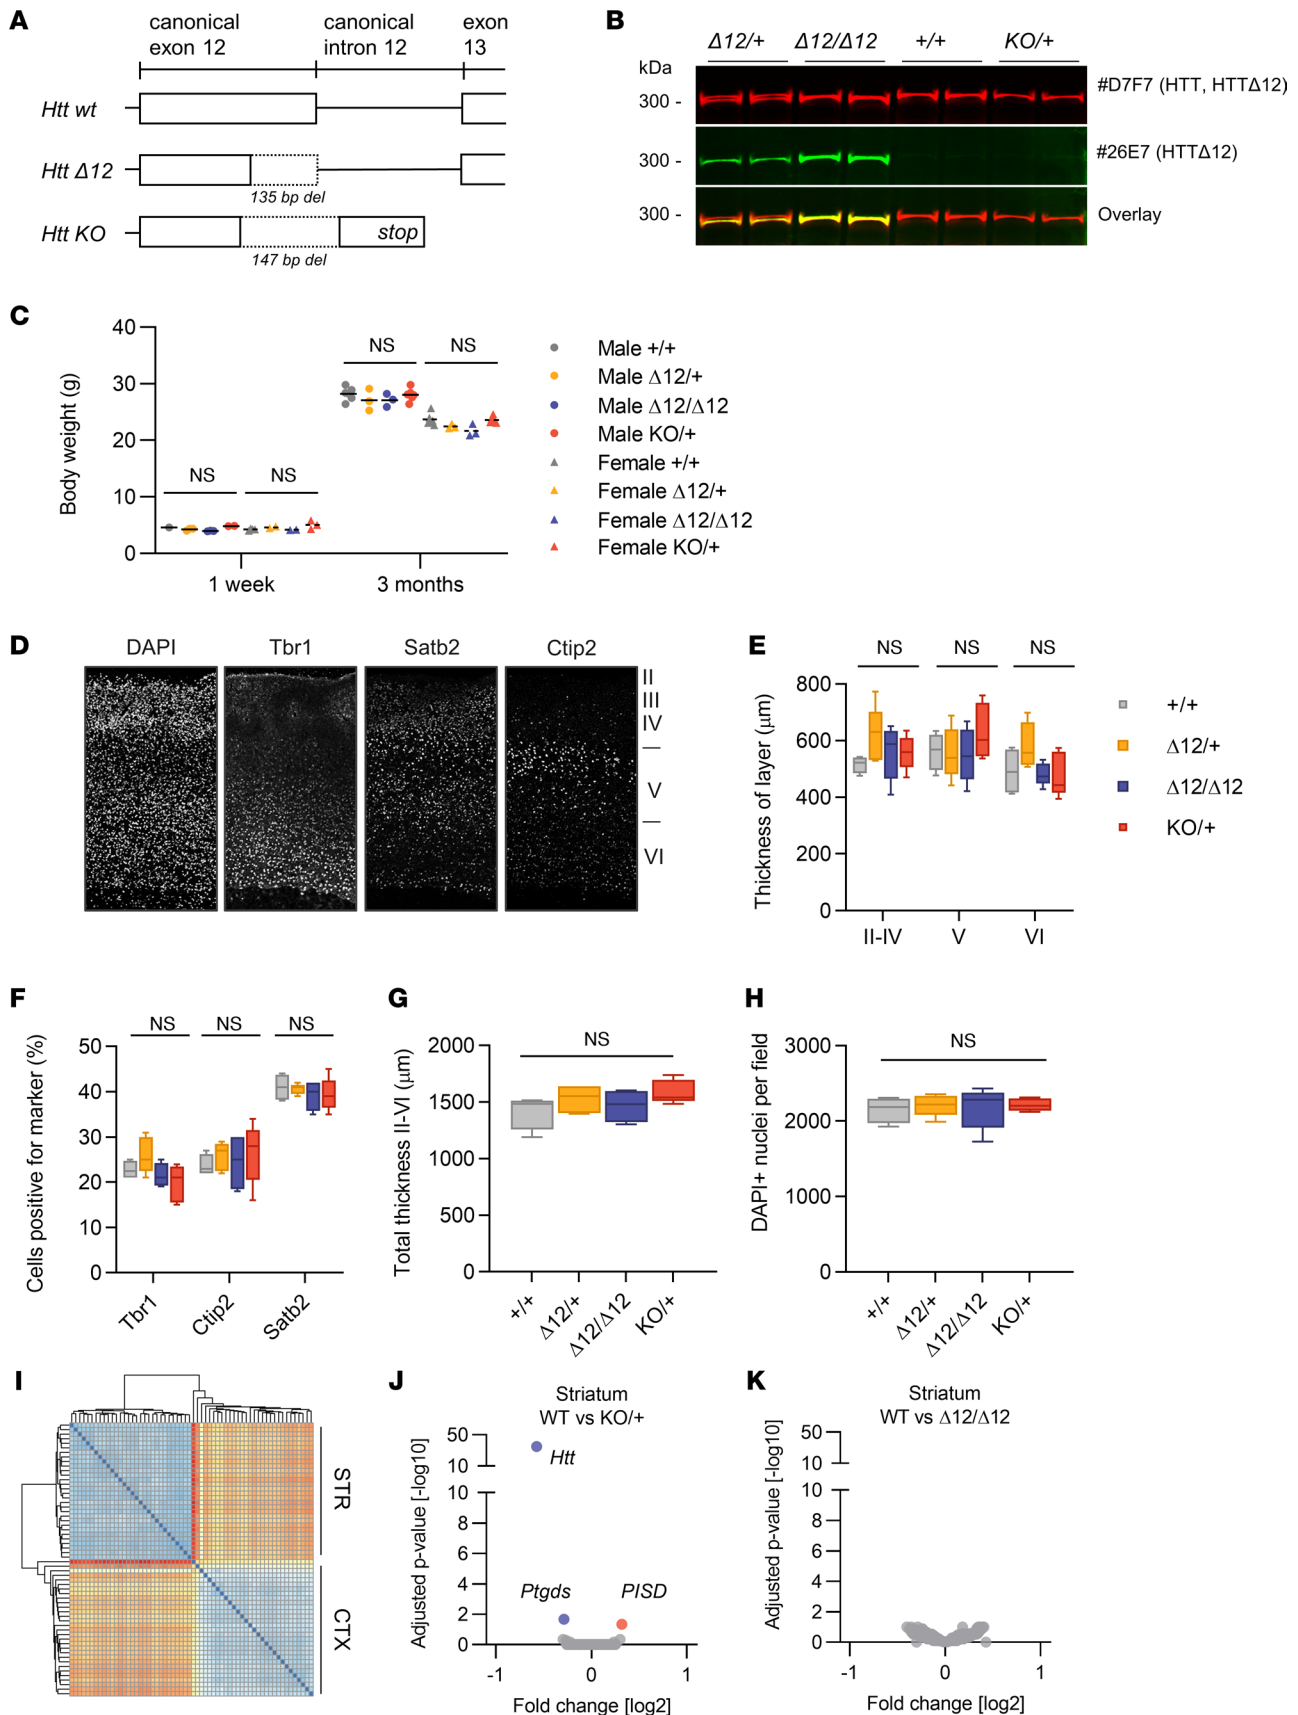 A
canonical exon 12
canonical intron 12
exon 13
Htt wt
Htt Δ12
135 bp del
Htt KO
stop
147 bp del
B
Δ12/+ Δ12/Δ12 +/+ KO/+
kDa
300 - #D7F7 (HTT, HTTΔ12)
300 - #26E7 (HTTΔ12)
300 - Overlay
C
Body weight (g)
40
30
20
10
0
NS NS NS NS
1 week 3 months
Male +/+
Male Δ12/+
Male Δ12/Δ12
Male KO/+
Female +/+
Female Δ12/+
Female Δ12/Δ12
Female KO/+
D
DAPI Tbr1 Satb2 Ctip2
II
III
IV
V
VI
E
Thickness of layer (μm)
NS NS NS
800
600
400
200
0
II-IV V VI
+/+
Δ12/+
Δ12/Δ12
KO/+
F
Cells positive for marker (%)
NS NS NS
50
40
30
20
10
0
Tbr1 Ctip2 Satb2
G
Total thickness II-VI (μm)
NS
2000
1500
1000
500
0
+/+ Δ12/+ Δ12/Δ12 KO/+
H
DAPI+ nuclei per field
NS
3000
2000
1000
0
+/+ Δ12/+ Δ12/Δ12 KO/+
I
STR
CTX
J
Striatum
WT vs KO/+
Adjusted p-value [-log10]
50
10
10
8
6
4
2
0
Htt
Ptgds PISD
-1 0 1
Fold change [log2]
K
Striatum
WT vs Δ12/Δ12
Adjusted p-value [-log10]
50
10
10
8
6
4
2
0
-1 0 1
Fold change [log2]